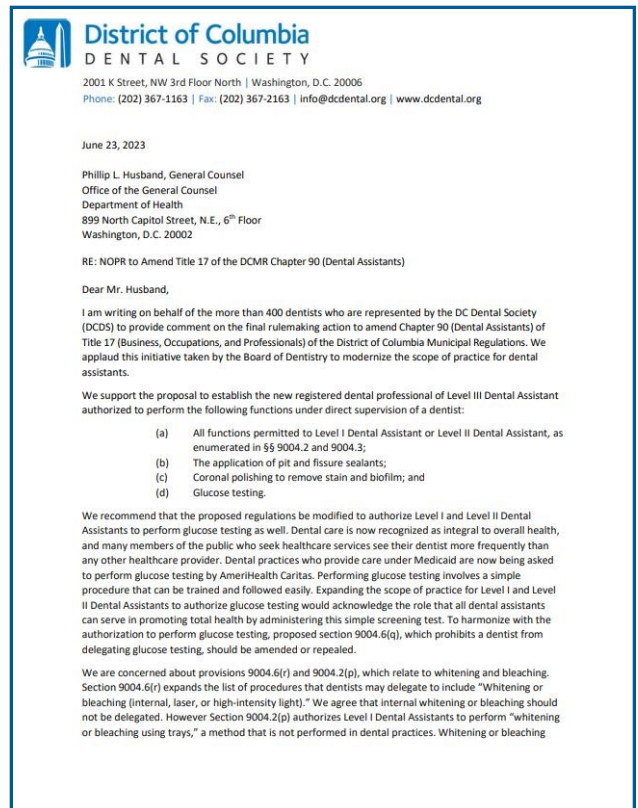 District of Columbia
DENTAL SOCIETY
2001 K Street, NW 3rd Floor North | Washington, D.C. 20006
Phone: (202) 367-1163 | Fax: (202) 367-2163 | info@dcdental.org | www.dcdental.org
June 23, 2023
Phillip L. Husband, General Counsel
Office of the General Counsel
Department of Health
899 North Capitol Street, N.E., 6th Floor
Washington, D.C. 20002
RE: NOPR to Amend Title 17 of the DCMR Chapter 90 (Dental Assistants)
Dear Mr. Husband,
I am writing on behalf of the more than 400 dentists who are represented by the DC Dental Society
(DCDS) to provide comment on the final rulemaking action to amend Chapter 90 (Dental Assistants) of
Title 17 (Business, Occupations, and Professionals) of the District of Columbia Municipal Regulations. We
applaud this initiative taken by the Board of Dentistry to modernize the scope of practice for dental
assistants.
We support the proposal to establish the new registered dental professional of Level III Dental Assistant
authorized to perform the following functions under direct supervision of a dentist:
(a) All functions permitted to Level I Dental Assistant or Level II Dental Assistant, as
enumerated in §§ 9004.2 and 9004.3;
(b) The application of pit and fissure sealants;
(c) Coronal polishing to remove stain and biofilm; and
(d) Glucose testing.
We recommend that the proposed regulations be modified to authorize Level I and Level II Dental
Assistants to perform glucose testing as well. Dental care is now recognized as integral to overall health,
and many members of the public who seek healthcare services see their dentist more frequently than
any other healthcare provider. Dental practices who provide care under Medicaid are now being asked
to perform glucose testing by AmeriHealth Caritas. Performing glucose testing involves a simple
procedure that can be trained and followed easily. Expanding the scope of practice for Level I and Level
II Dental Assistants to authorize glucose testing would acknowledge the role that all dental assistants
can serve in promoting total health by administering this simple screening test. To harmonize with the
authorization to perform glucose testing, proposed section 9004.6(q), which prohibits a dentist from
delegating glucose testing, should be amended or repealed.
We are concerned about provisions 9004.6(r) and 9004.2(p), which relate to whitening and bleaching.
Section 9004.6(r) expands the list of procedures that dentists may delegate to include “Whitening or
bleaching (internal, laser, or high-intensity light).” We agree that internal whitening or bleaching should
not be delegated. However Section 9004.2(p) authorizes Level I Dental Assistants to perform “whitening
or bleaching using trays,” a method that is not performed in dental practices. Whitening or bleaching